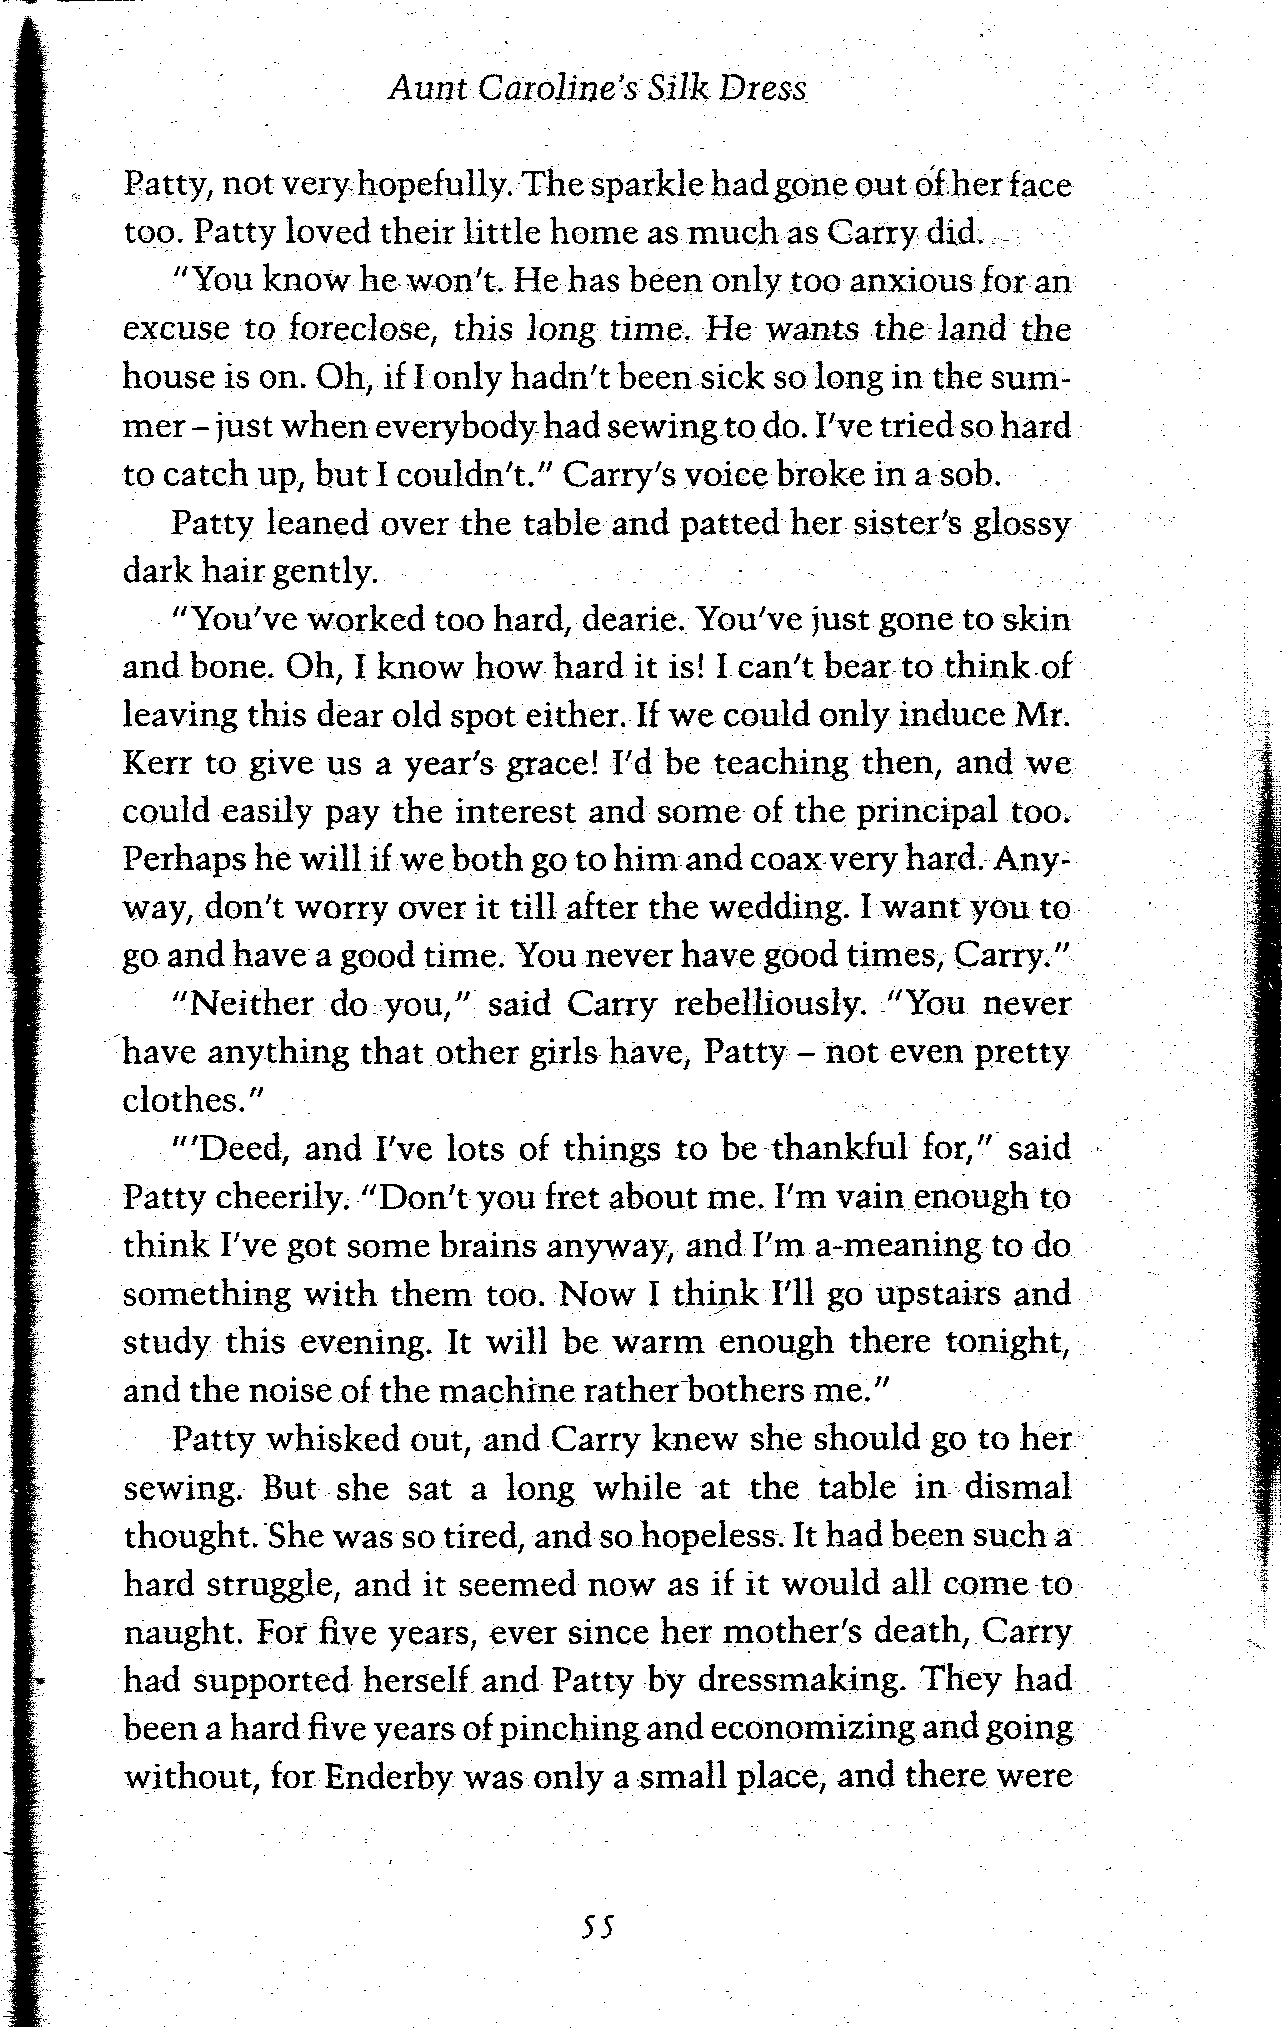 Aunt Caroline's Silk Dress
Patty, not very hopefully. The sparkle had gone out of her face
too. Patty loved their little home as much as Carry did.
"You know he won't. He has been only too anxious for an
excuse to foreclose, this long time. He wants the land the
house is on. Oh, if I only hadn't been sick so long in the sum-
mer – just when everybody had sewing to do. I've tried so hard
to catch up, but I couldn't." Carry's voice broke in a sob.
Patty leaned over the table and patted her sister's glossy
dark hair gently.
"You've worked too hard, dearie. You've just gone to skin
and bone. Oh, I know how hard it is! I can't bear to think of
leaving this dear old spot either. If we could only induce Mr.
Kerr to give us a year's grace! I'd be teaching then, and we
could easily pay the interest and some of the principal too.
Perhaps he will if we both go to him and coax very hard. Any-
way, don't worry over it till after the wedding. I want you to
go and have a good time. You never have good times, Carry."
"Neither do you," said Carry rebelliously. "You never
have anything that other girls have, Patty – not even pretty
clothes."
"'Deed, and I've lots of things to be thankful for," said
Patty cheerily. "Don't you fret about me. I'm vain enough to
think I've got some brains anyway, and I'm a-meaning to do
something with them too. Now I think I'll go upstairs and
study this evening. It will be warm enough there tonight,
and the noise of the machine rather bothers me."
Patty whisked out, and Carry knew she should go to her
sewing. But she sat a long while at the table in dismal
thought. She was so tired, and so hopeless. It had been such a
hard struggle, and it seemed now as if it would all come to
naught. For five years, ever since her mother's death, Carry
had supported herself and Patty by dressmaking. They had
been a hard five years of pinching and economizing and going
without, for Enderby was only a small place, and there were
55